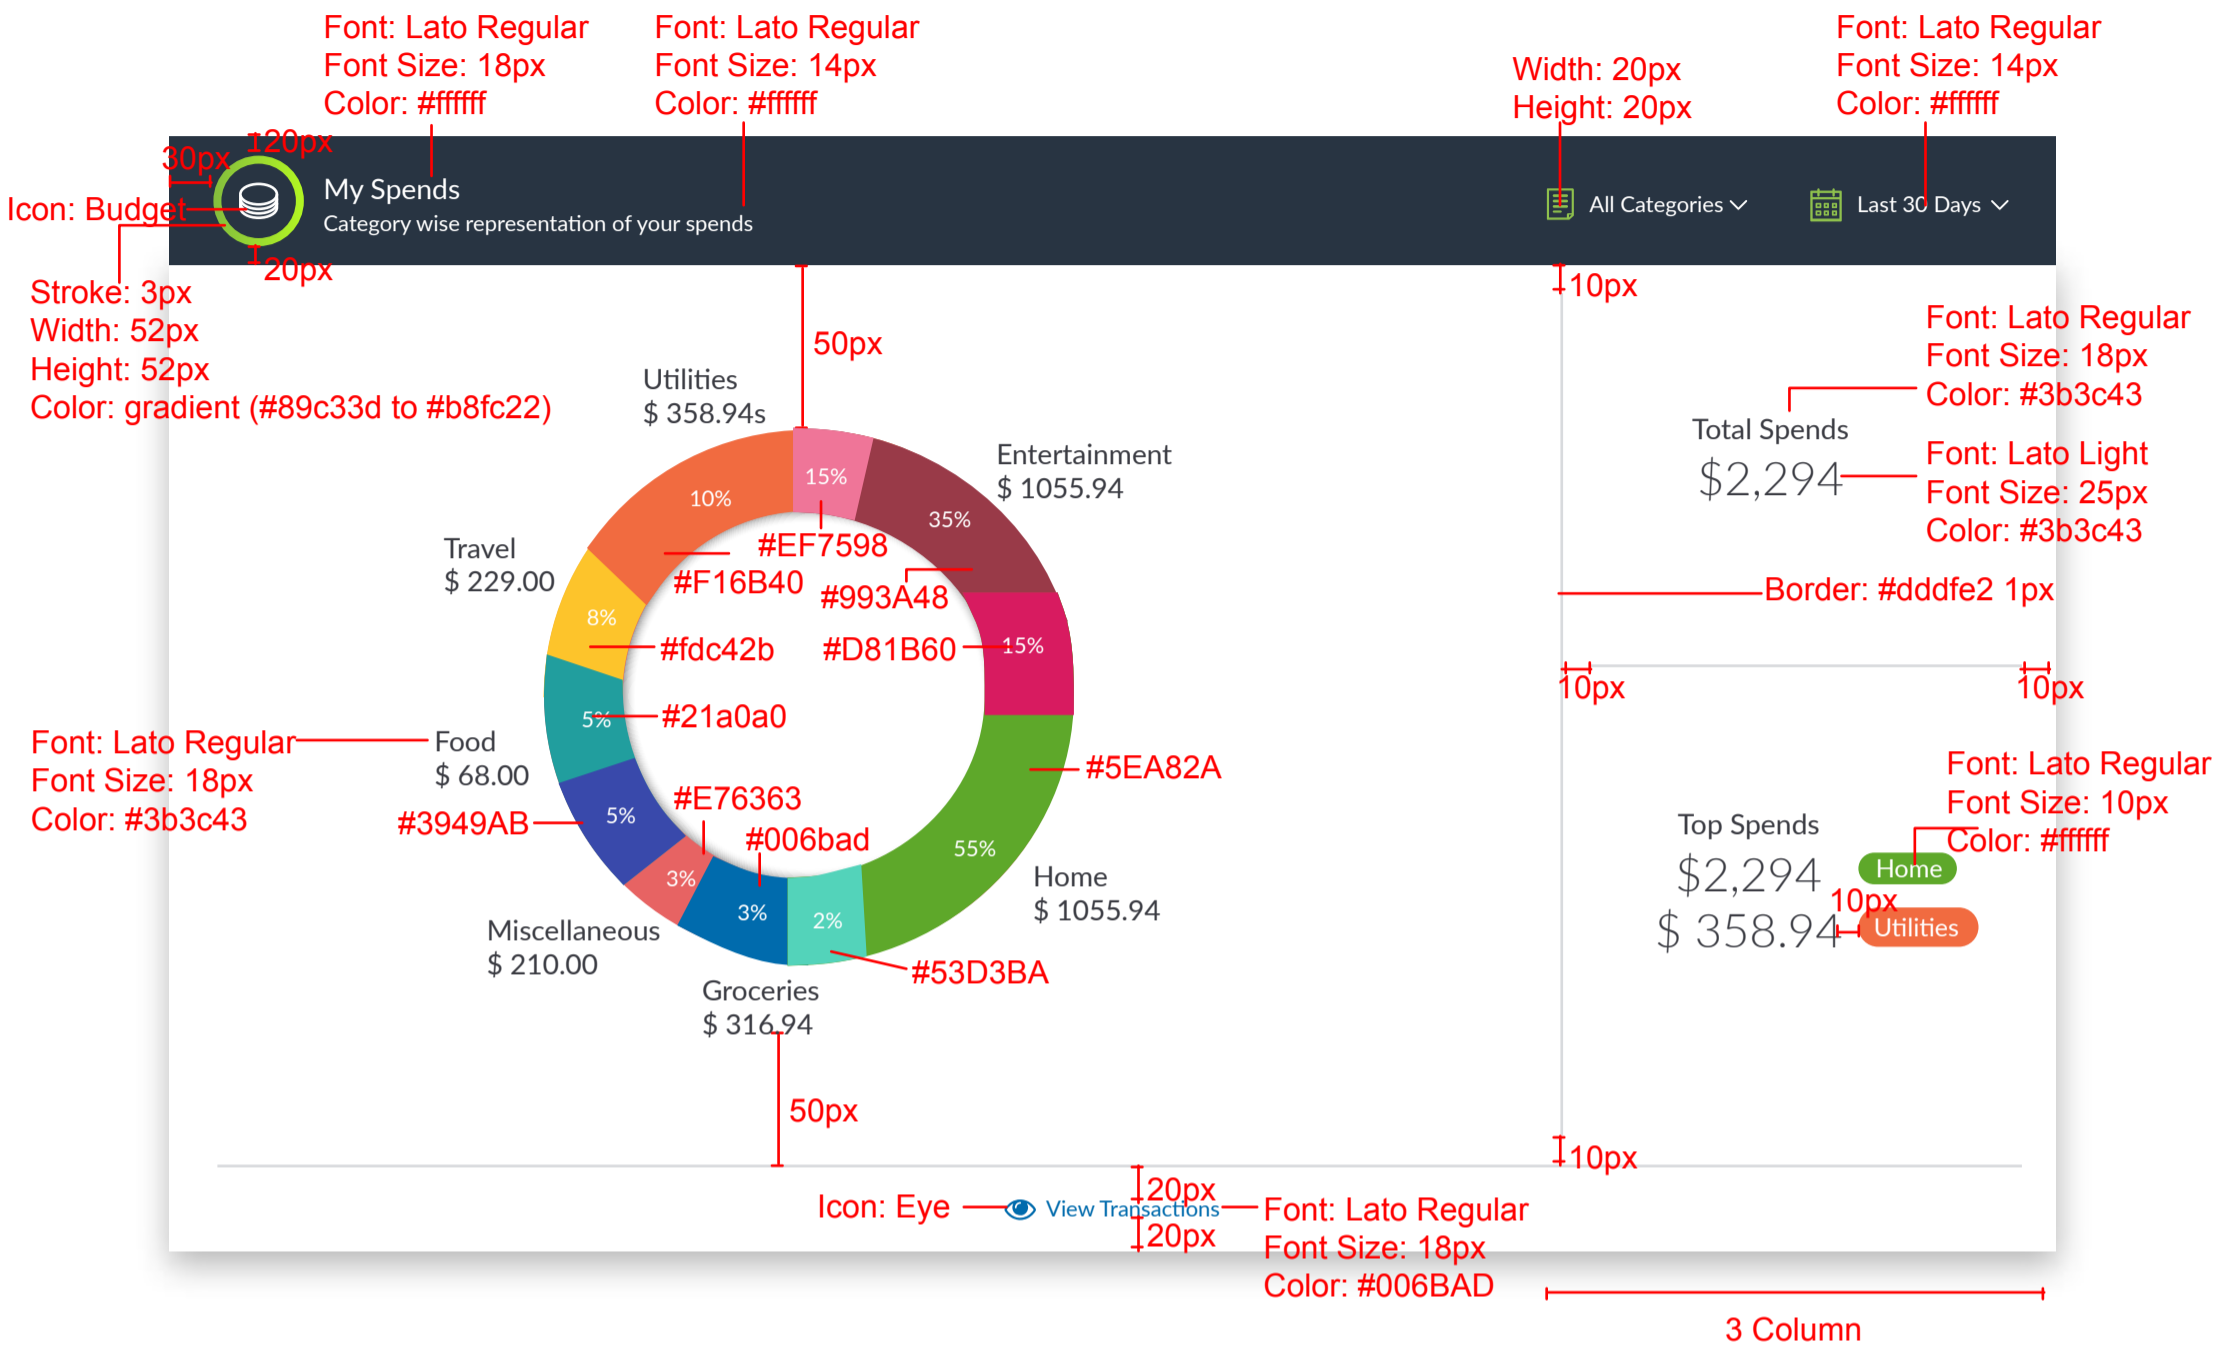 Font: Lato Regular
Font Size: 18px
Color: #ffffff
Font: Lato Regular
Font Size: 14px
Color: #ffffff
Width: 20px
Height: 20px
Font: Lato Regular
Font Size: 14px
Color: #ffffff
20px
30px
Icon: Budget
My Spends
Category wise representation of your spends
All Categories
Last 30 Days
20px
Stroke: 3px
Width: 52px
Height: 52px
Color: gradient (#89c33d to #b8fc22)
50px
10px
Font: Lato Regular
Font Size: 18px
Color: #3b3c43
Total Spends
$2,294
Font: Lato Light
Font Size: 25px
Color: #3b3c43
Border: #dddfe2 1px
10px
10px
Utilities
$ 358.94s
Entertainment
$ 1055.94
15%
10%
35%
#EF7598
#F16B40
#993A48
Travel
$ 229.00
8%
#fdc42b
#D81B60
15%
5%
#21a0a0
Font: Lato Regular
Font Size: 18px
Color: #3b3c43
Food
$ 68.00
#5EA82A
#3949AB
5%
#E76363
#006bad
55%
3%
3%
2%
Home
$ 1055.94
Miscellaneous
$ 210.00
#53D3BA
Groceries
$ 316.94
Font: Lato Regular
Font Size: 10px
Color: #ffffff
Top Spends
$2,294
Home
10px
$ 358.94
Utilities
50px
10px
20px
Icon: Eye
View Transactions
20px
Font: Lato Regular
Font Size: 18px
Color: #006BAD
3 Column